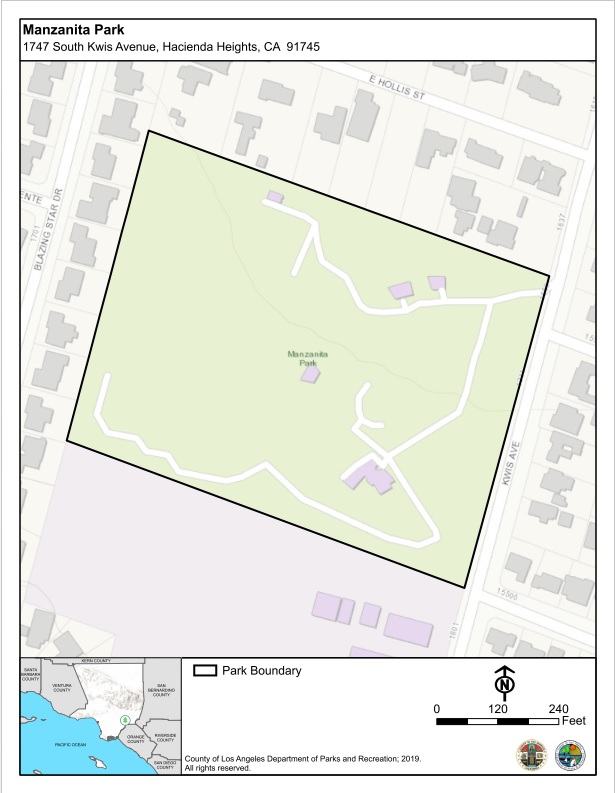 Manzanita Park
1747 South Kwis Avenue, Hacienda Heights, CA 91745
E HOLLIS ST
1637
ENTE
1701
BLAZING STAR DR
Manzanita
Park
KWIS AVE
15500
1801
KERN COUNTY
SANTA
BARBARA
COUNTY
VENTURA
COUNTY
SAN
BERNARDINO
COUNTY
ORANGE
COUNTY
RIVERSIDE
COUNTY
PACIFIC OCEAN
SAN DIEGO
COUNTY
Park Boundary
N
0 120 240
Feet
County of Los Angeles Department of Parks and Recreation; 2019.
All rights reserved.